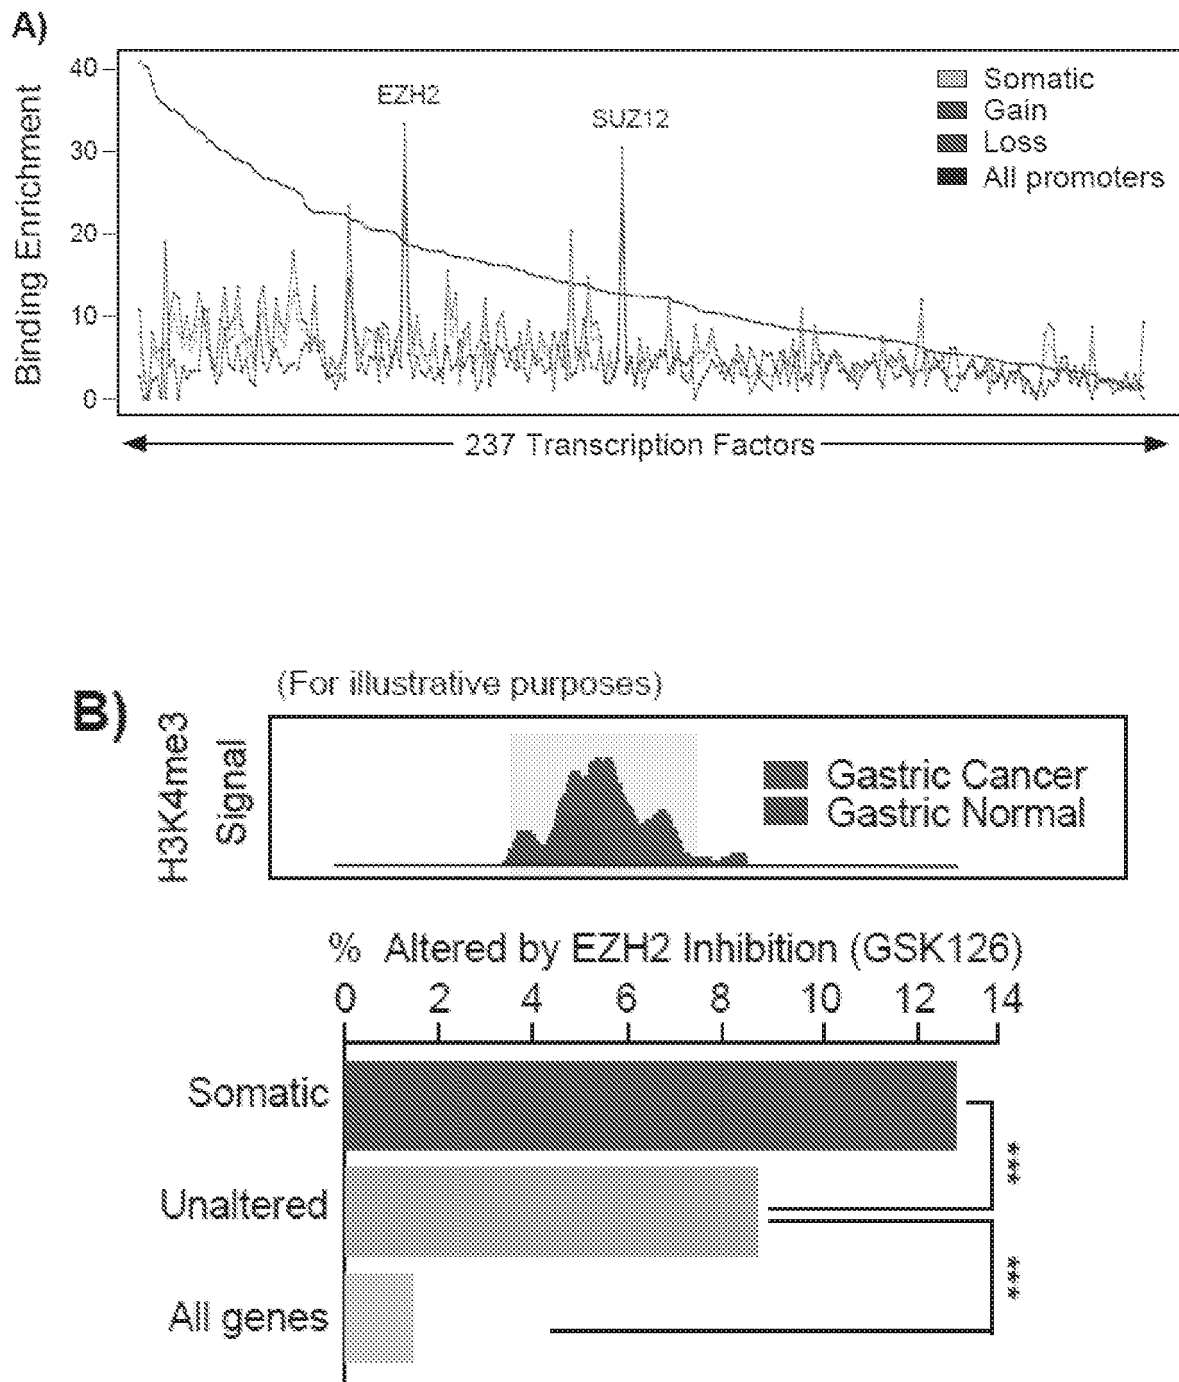 A)
Binding Enrichment
40
30
20
10
0
EZH2
SUZ12
Somatic
Gain
Loss
All promoters
237 Transcription Factors
B)
(For illustrative purposes)
H3K4me3
Signal
Gastric Cancer
Gastric Normal
% Altered by EZH2 Inhibition (GSK126)
0 2 4 6 8 10 12 14
Somatic
Unaltered
All genes
***
***